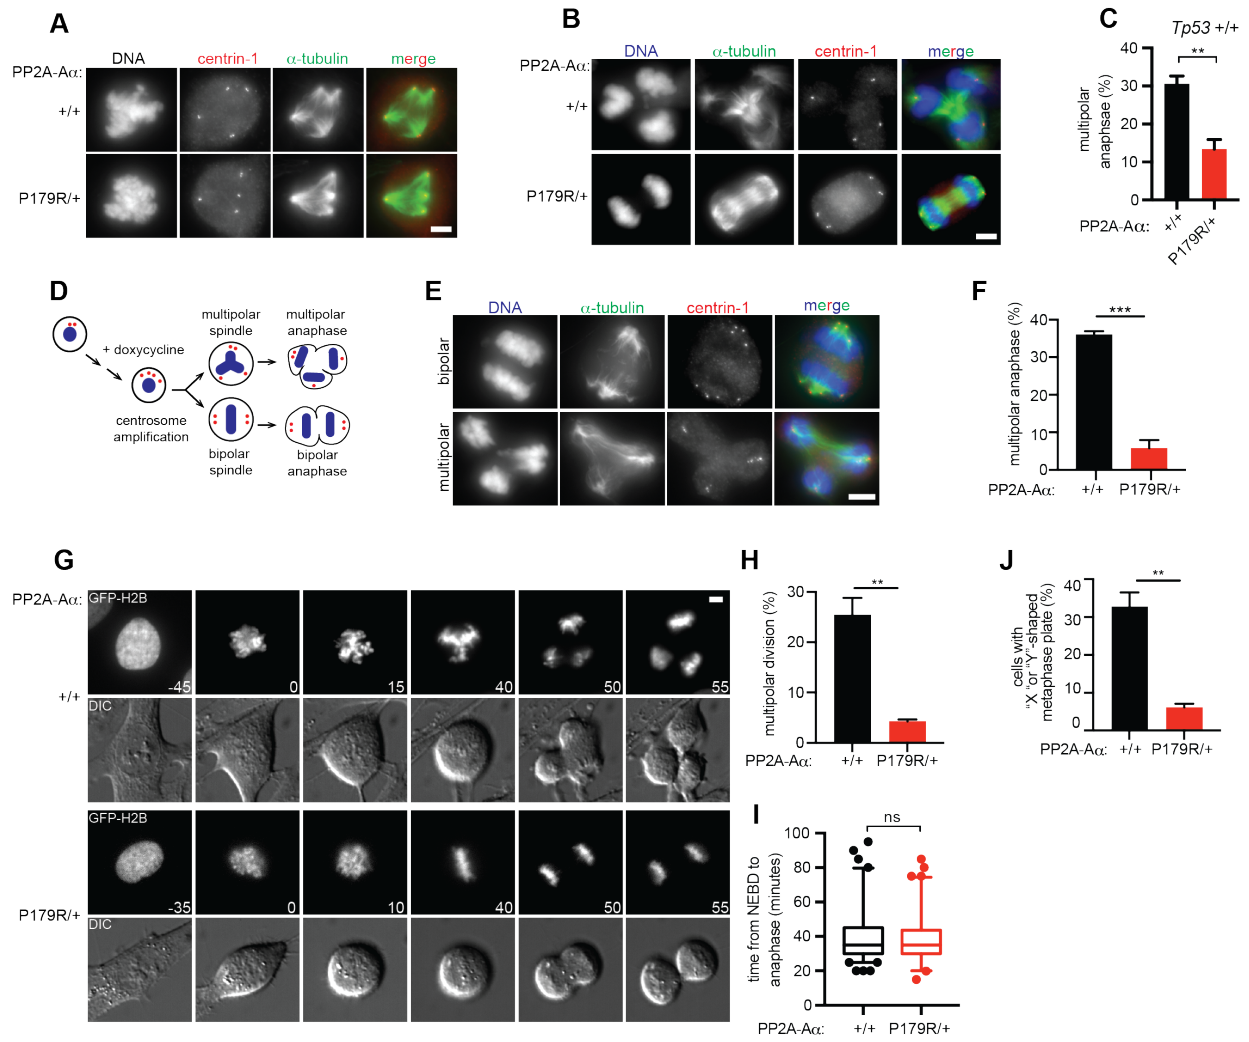 A
DNA
centrin-1
α-tubulin
merge
PP2A-Aα:
+/+
P179R/+
B
DNA
α-tubulin
centrin-1
merge
PP2A-Aα:
+/+
P179R/+
C
Tp53 +/+
**
40
30
20
10
0
multipolar
anaphsae (%)
PP2A-Aα:
+/+
P179R/+
D
+ doxycycline
centrosome
amplification
multipolar
spindle
multipolar
anaphase
bipolar
spindle
bipolar
anaphase
E
DNA
α-tubulin
centrin-1
merge
bipolar
multipolar
F
***
40
30
20
10
0
multipolar anaphase (%)
PP2A-Aα:
+/+
P179R/+
G
PP2A-Aα:
+/+
GFP-H2B
-45
0
15
40
50
55
DIC
P179R/+
GFP-H2B
-35
0
10
40
50
55
DIC
H
**
30
20
10
0
multipolar division (%)
PP2A-Aα:
+/+
P179R/+
I
ns
100
80
60
40
20
0
time from NEBD to
anaphase (minutes)
PP2A-Aα:
+/+
P179R/+
J
**
40
30
20
10
0
cells with
“X “or “Y”-shaped
metaphase plate (%)
PP2A-Aα:
+/+
P179R/+